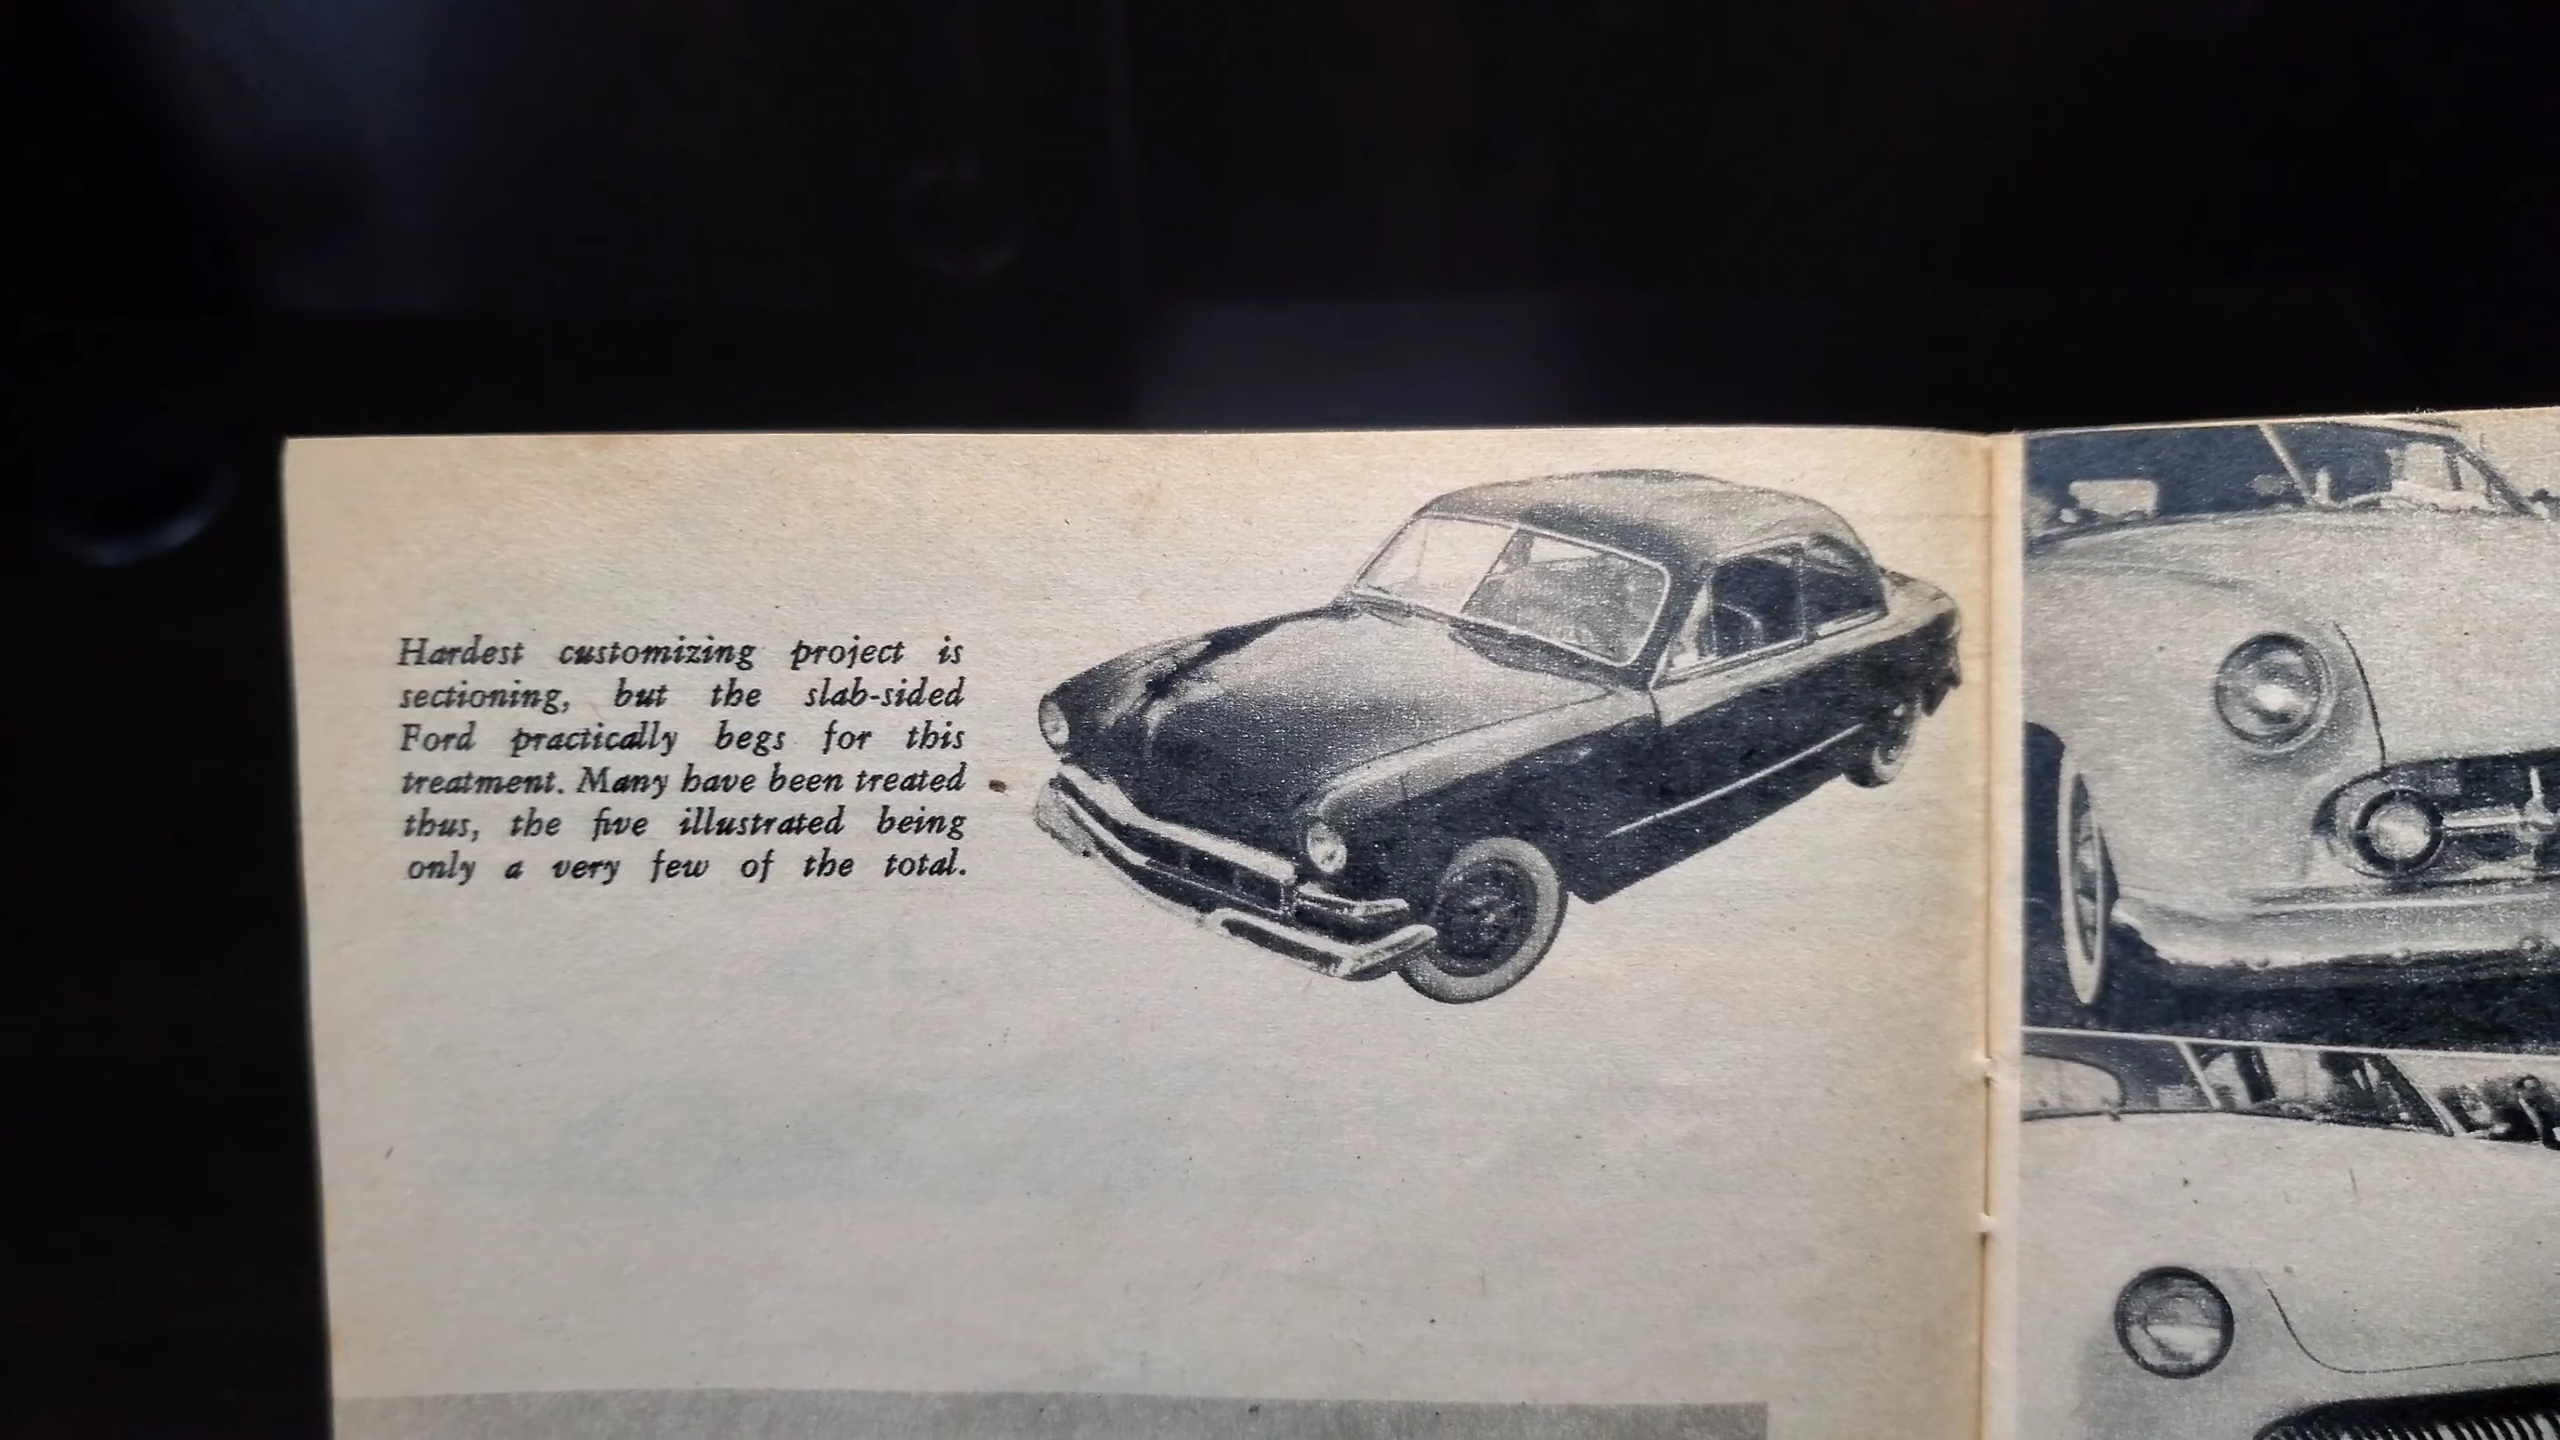 Hardest customizing project is
sectioning, but the slab-sided
Ford practically begs for this
treatment. Many have been treated
thus, the five illustrated being
only a very few of the total.